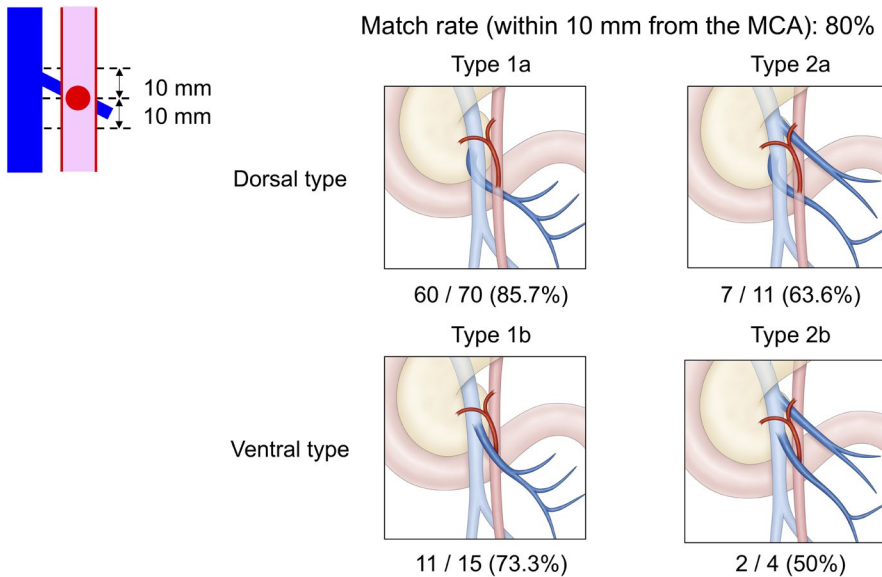 Match rate (within 10 mm from the MCA): 80%
10 mm
10 mm
Type 1a
Type 2a
Dorsal type
60 / 70 (85.7%)
7 / 11 (63.6%)
Type 1b
Type 2b
Ventral type
11 / 15 (73.3%)
2 / 4 (50%)